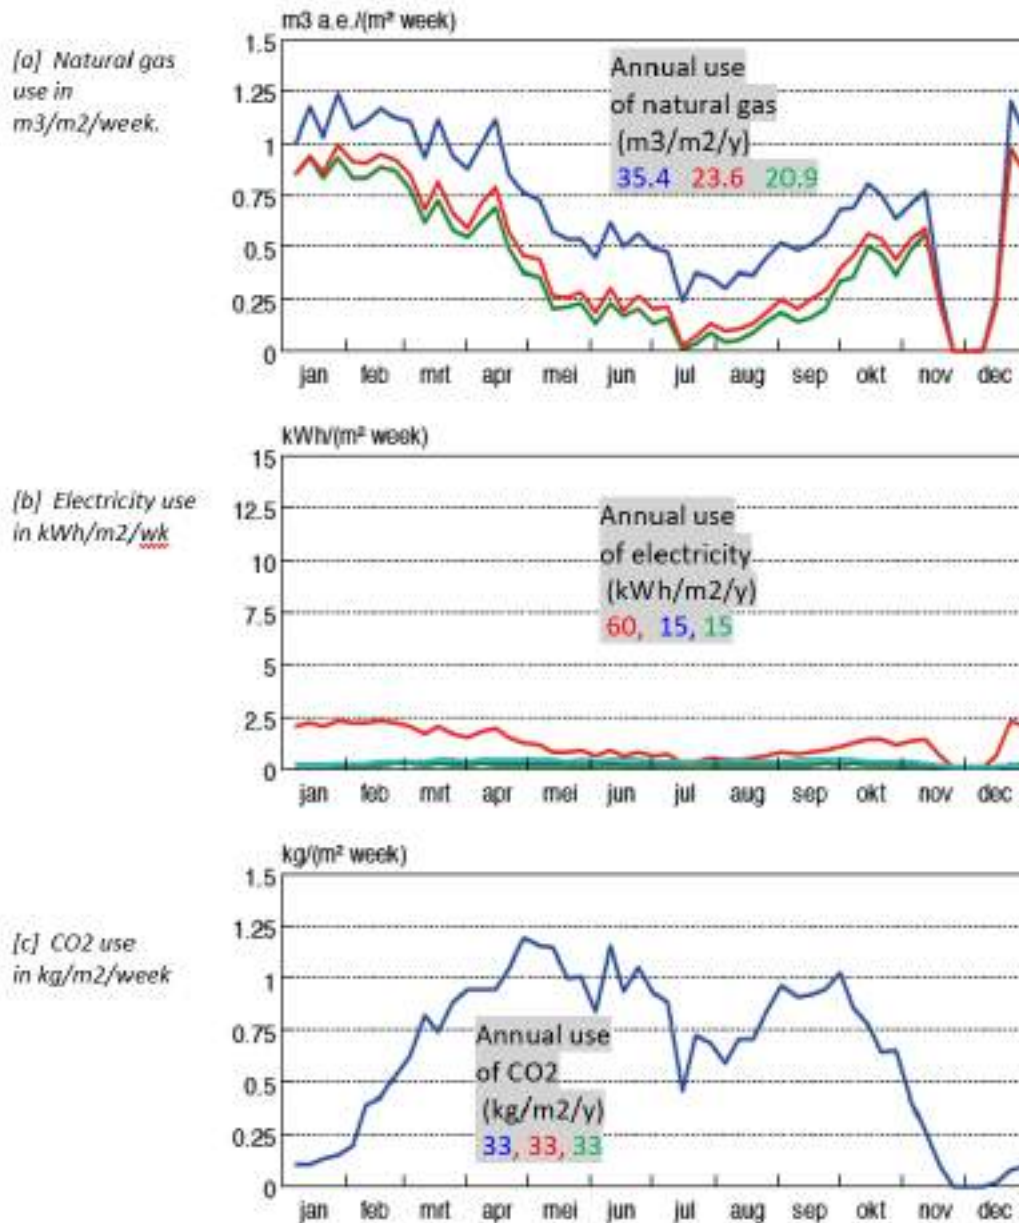 m3 a.e./(m² week)
[a] Natural gas
use in
m3/m2/week.
1.5
1.25
1
0.75
0.5
0.25
0
Annual use
of natural gas
(m3/m2/y)
35.4 23.6 20.9
jan feb mrt apr mei jun jul aug sep okt nov dec
kWh/(m² week)
[b] Electricity use
in kWh/m2/wk
15
12.5
10
7.5
5
2.5
0
Annual use
of electricity
(kWh/m2/y)
60, 15, 15
jan feb mrt apr mei jun jul aug sep okt nov dec
kg/(m² week)
[c] CO2 use
in kg/m2/week
1.5
1.25
1
0.75
0.5
0.25
0
Annual use
of CO2
(kg/m2/y)
33, 33, 33
jan feb mrt apr mei jun jul aug sep okt nov dec